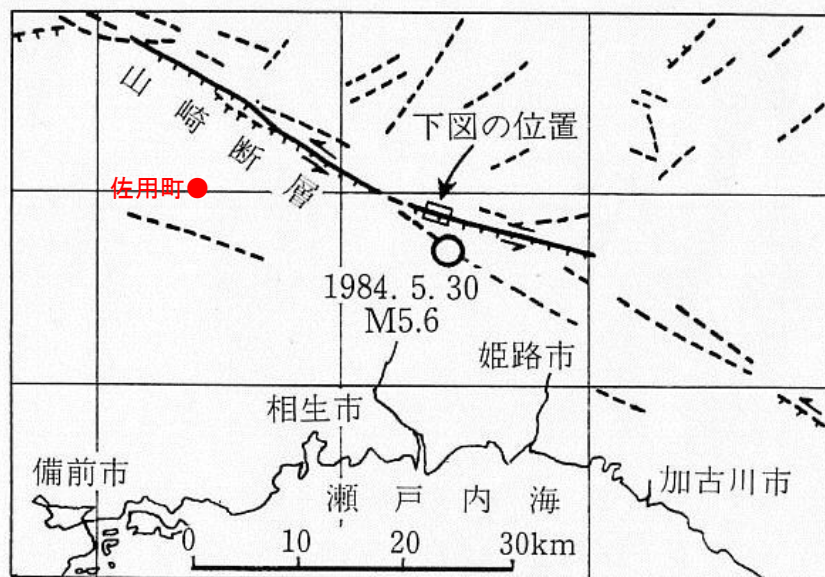 山崎断層
下図の位置
佐用町
1984. 5. 30
M5.6
姫路市
相生市
備前市
加古川市
瀬戸内海
0 10 20 30km